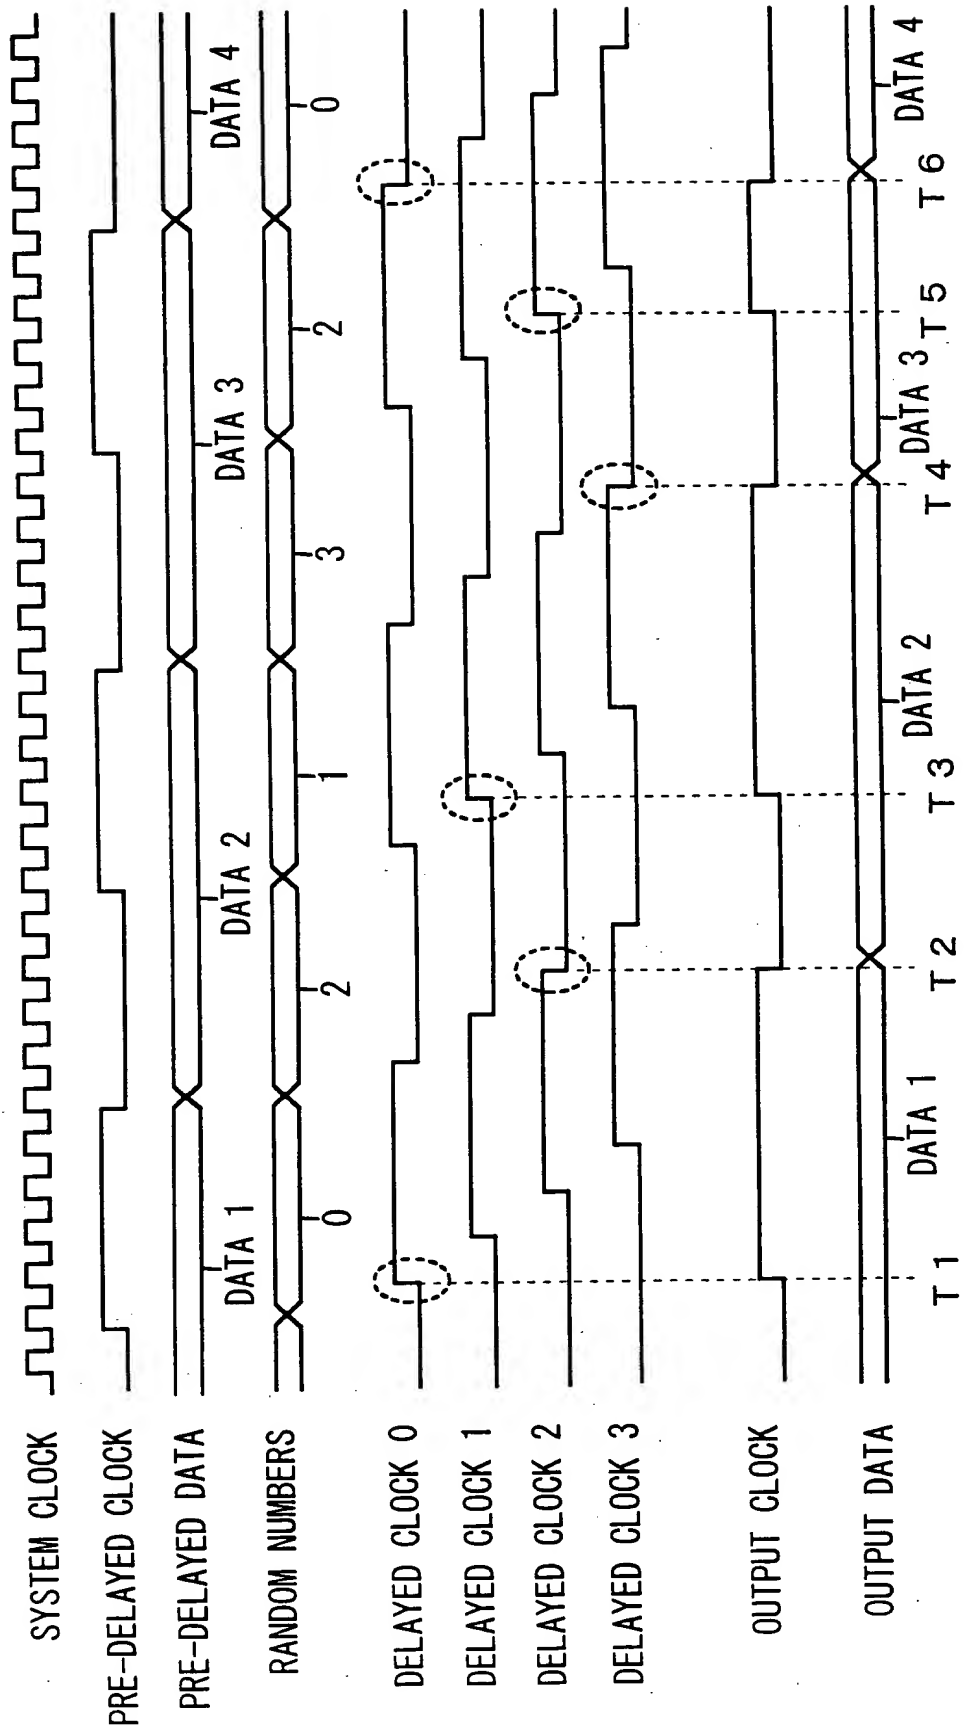 SYSTEM CLOCK
PRE-DELAYED CLOCK
PRE-DELAYED DATA
DATA 1
DATA 2
DATA 3
DATA 4
RANDOM NUMBERS
0
2
1
3
2
0
DELAYED CLOCK 0
DELAYED CLOCK 1
DELAYED CLOCK 2
DELAYED CLOCK 3
OUTPUT CLOCK
OUTPUT DATA
DATA 1
DATA 2
DATA 3
DATA 4
T 1
T 2
T 3
T 4
T 5
T 6